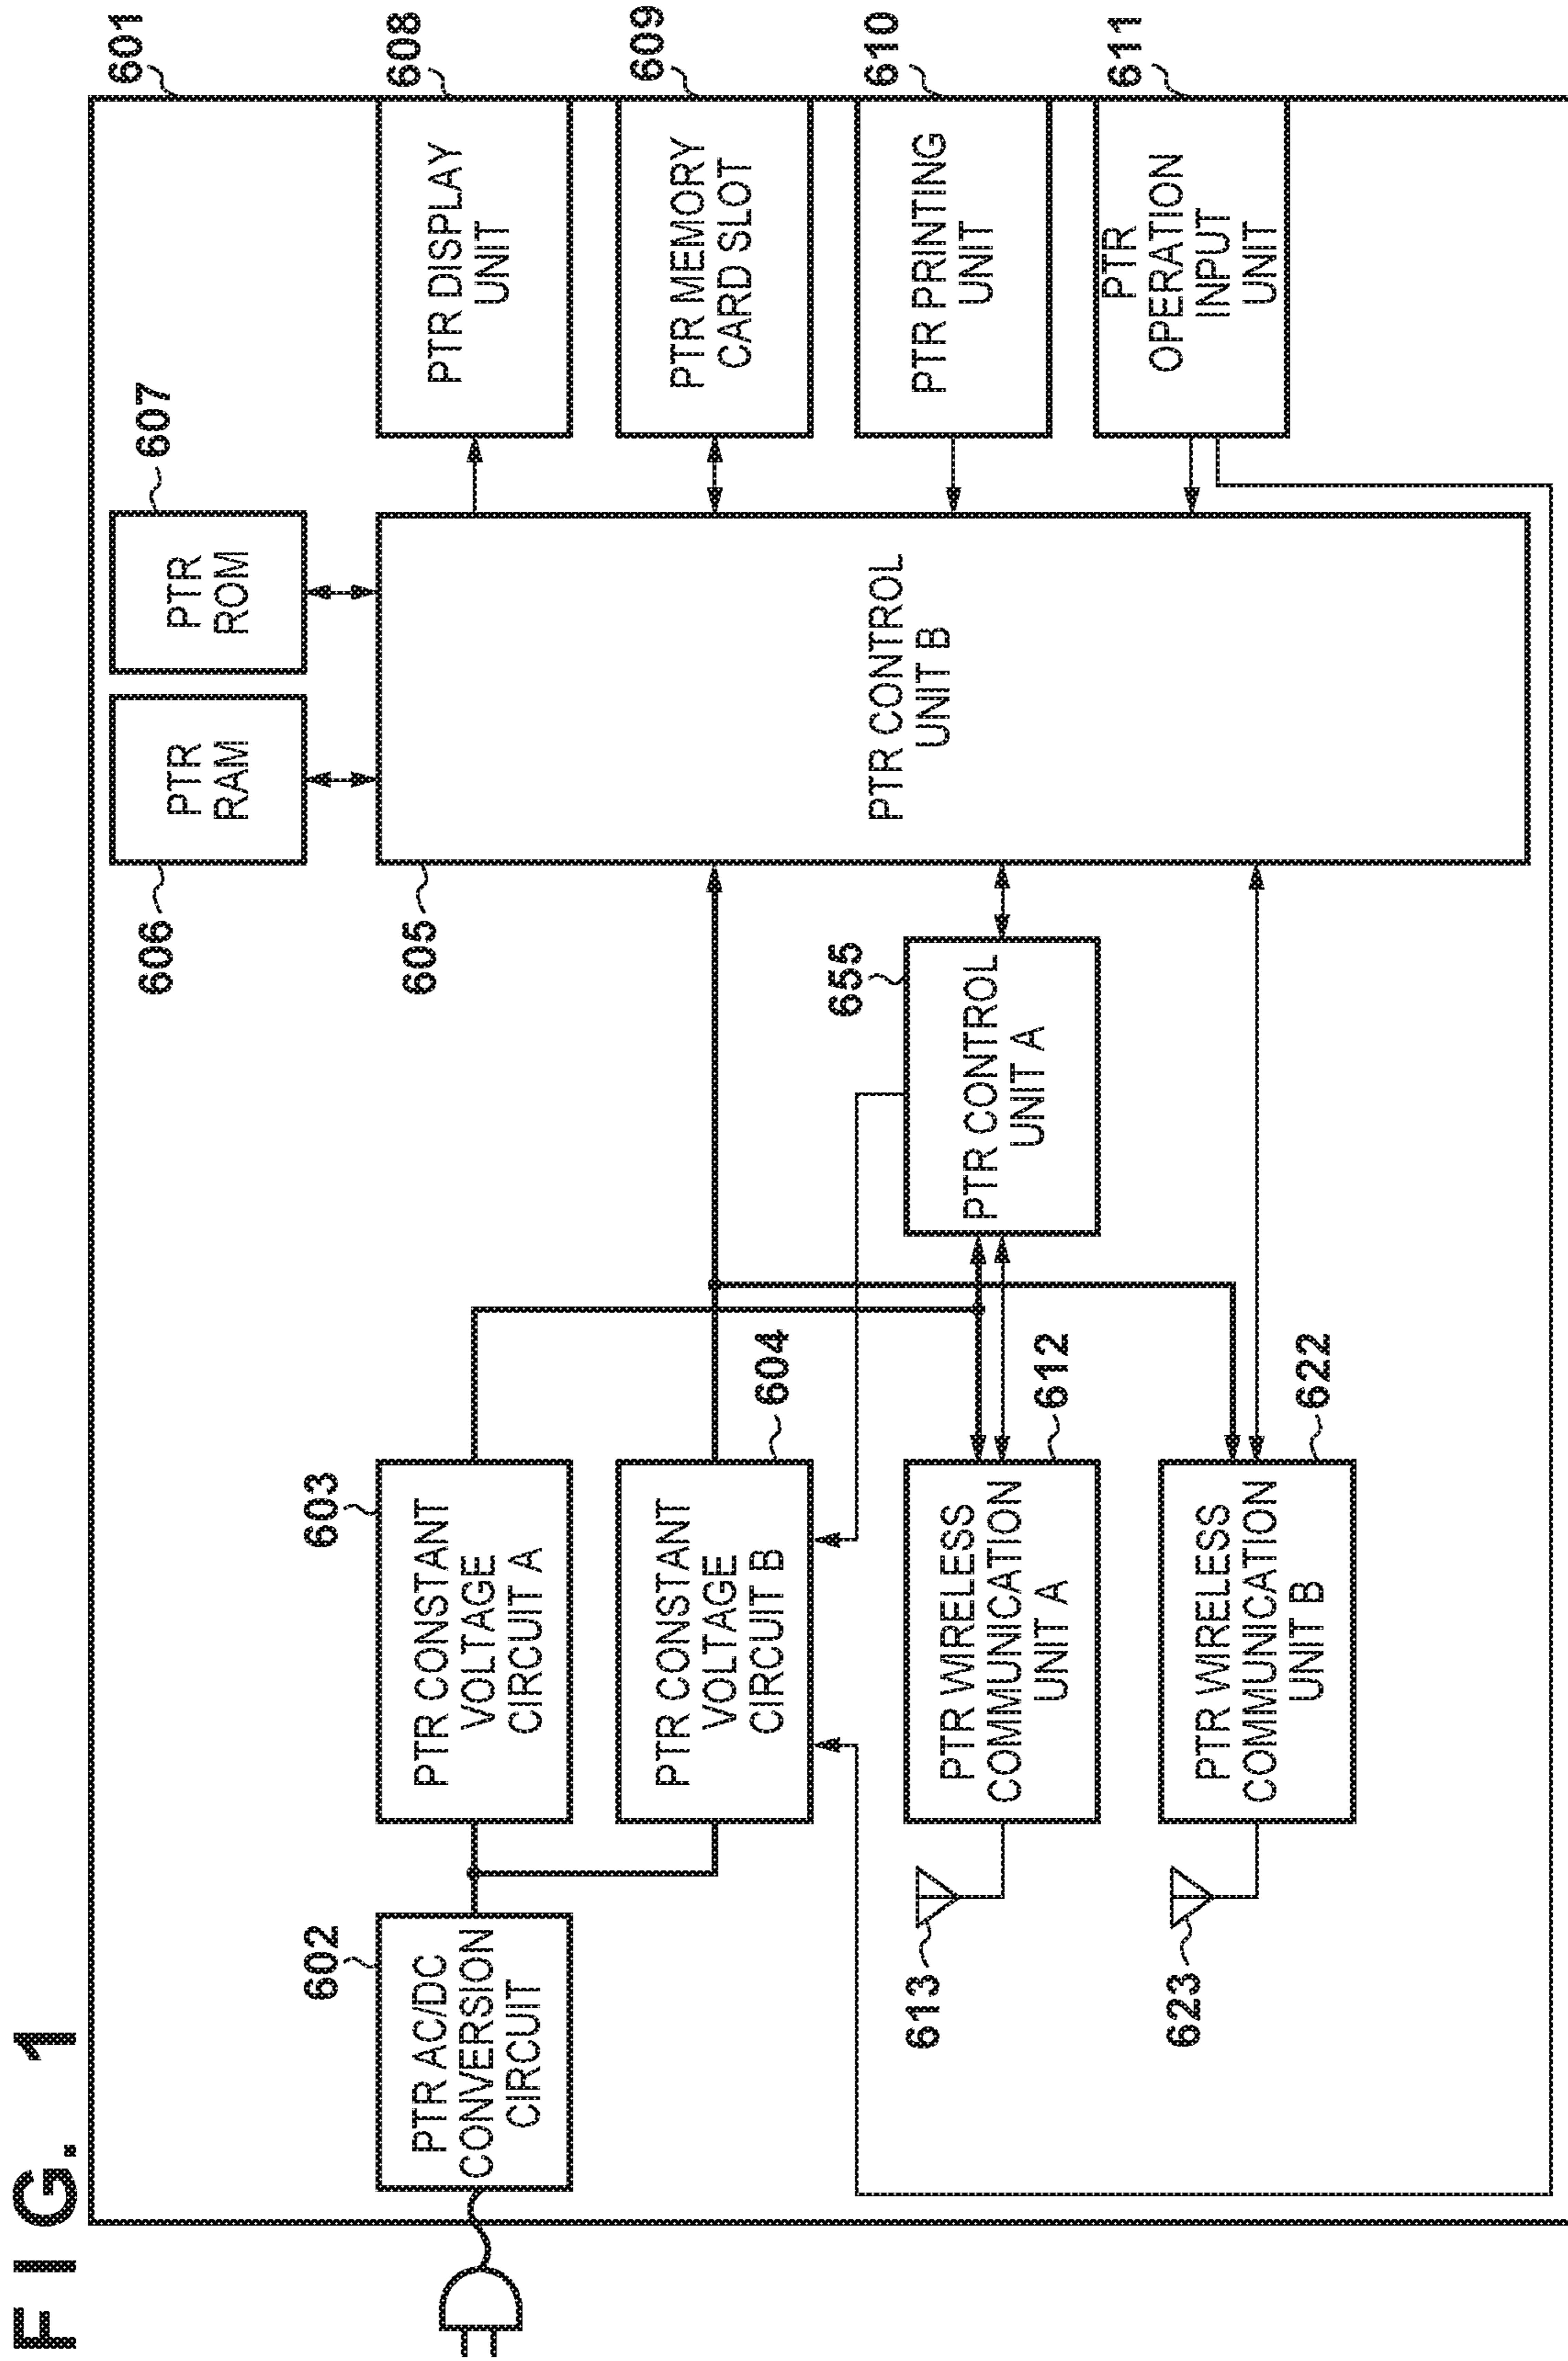 FIG. 1
601
PTR AC/DC
CONVERSION
CIRCUIT
602
PTR CONSTANT
VOLTAGE
CIRCUIT A
603
PTR CONSTANT
VOLTAGE
CIRCUIT B
604
PTR WIRELESS
COMMUNICATION
UNIT A
612
613
PTR WIRELESS
COMMUNICATION
UNIT B
622
623
PTR CONTROL
UNIT A
655
PTR CONTROL
UNIT B
605
PTR
RAM
606
PTR
ROM
607
PTR DISPLAY
UNIT
608
PTR MEMORY
CARD SLOT
609
PTR PRINTING
UNIT
610
PTR
OPERATION
INPUT
UNIT
611